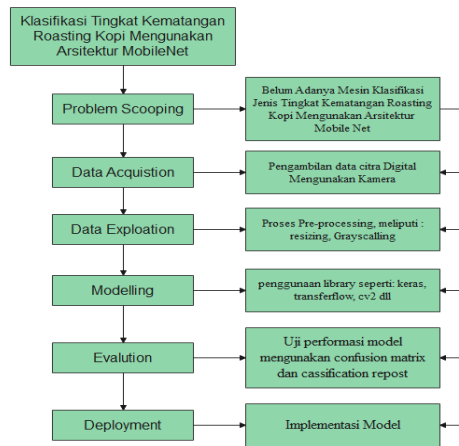 Klasifikasi Tingkat Kematangan
Roasting Kopi Mengunakan
Arsitektur MobileNet
Problem Scooping
Belum Adanya Mesin Klasifikasi
Jenis Tingkat Kematangan Roasting
Kopi Mengunakan Arsitektur
Mobile Net
Data Acquistion
Pengambilan data citra Digital
Mengunakan Kamera
Data Exploation
Proses Pre-processing, meliputi :
resizing, Grayscalling
Modelling
penggunaan library seperti: keras,
transferflow, cv2 dll
Evalution
Uji performasi model
mengunakan confusion matrix
dan cassification repost
Deployment
Implementasi Model